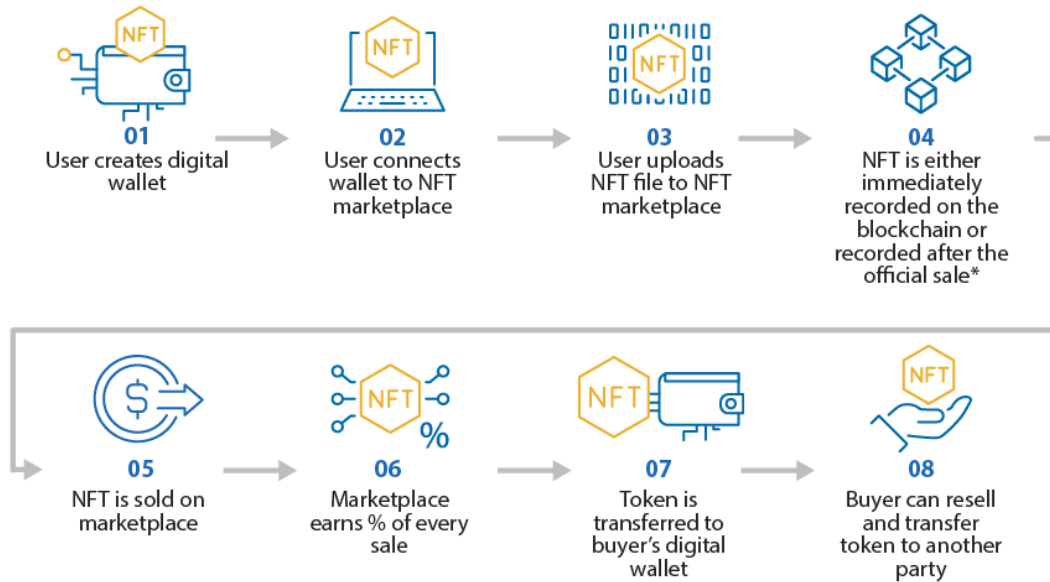 NFT
NFT
NFT
01
User creates digital
wallet
02
User connects
wallet to NFT
marketplace
03
User uploads
NFT file to NFT
marketplace
04
NFT is either
immediately
recorded on the
blockchain or
recorded after the
official sale*
$
NFT
%
NFT
NFT
05
NFT is sold on
marketplace
06
Marketplace
earns % of every
sale
07
Token is
transferred to
buyer’s digital
wallet
08
Buyer can resell
and transfer
token to another
party